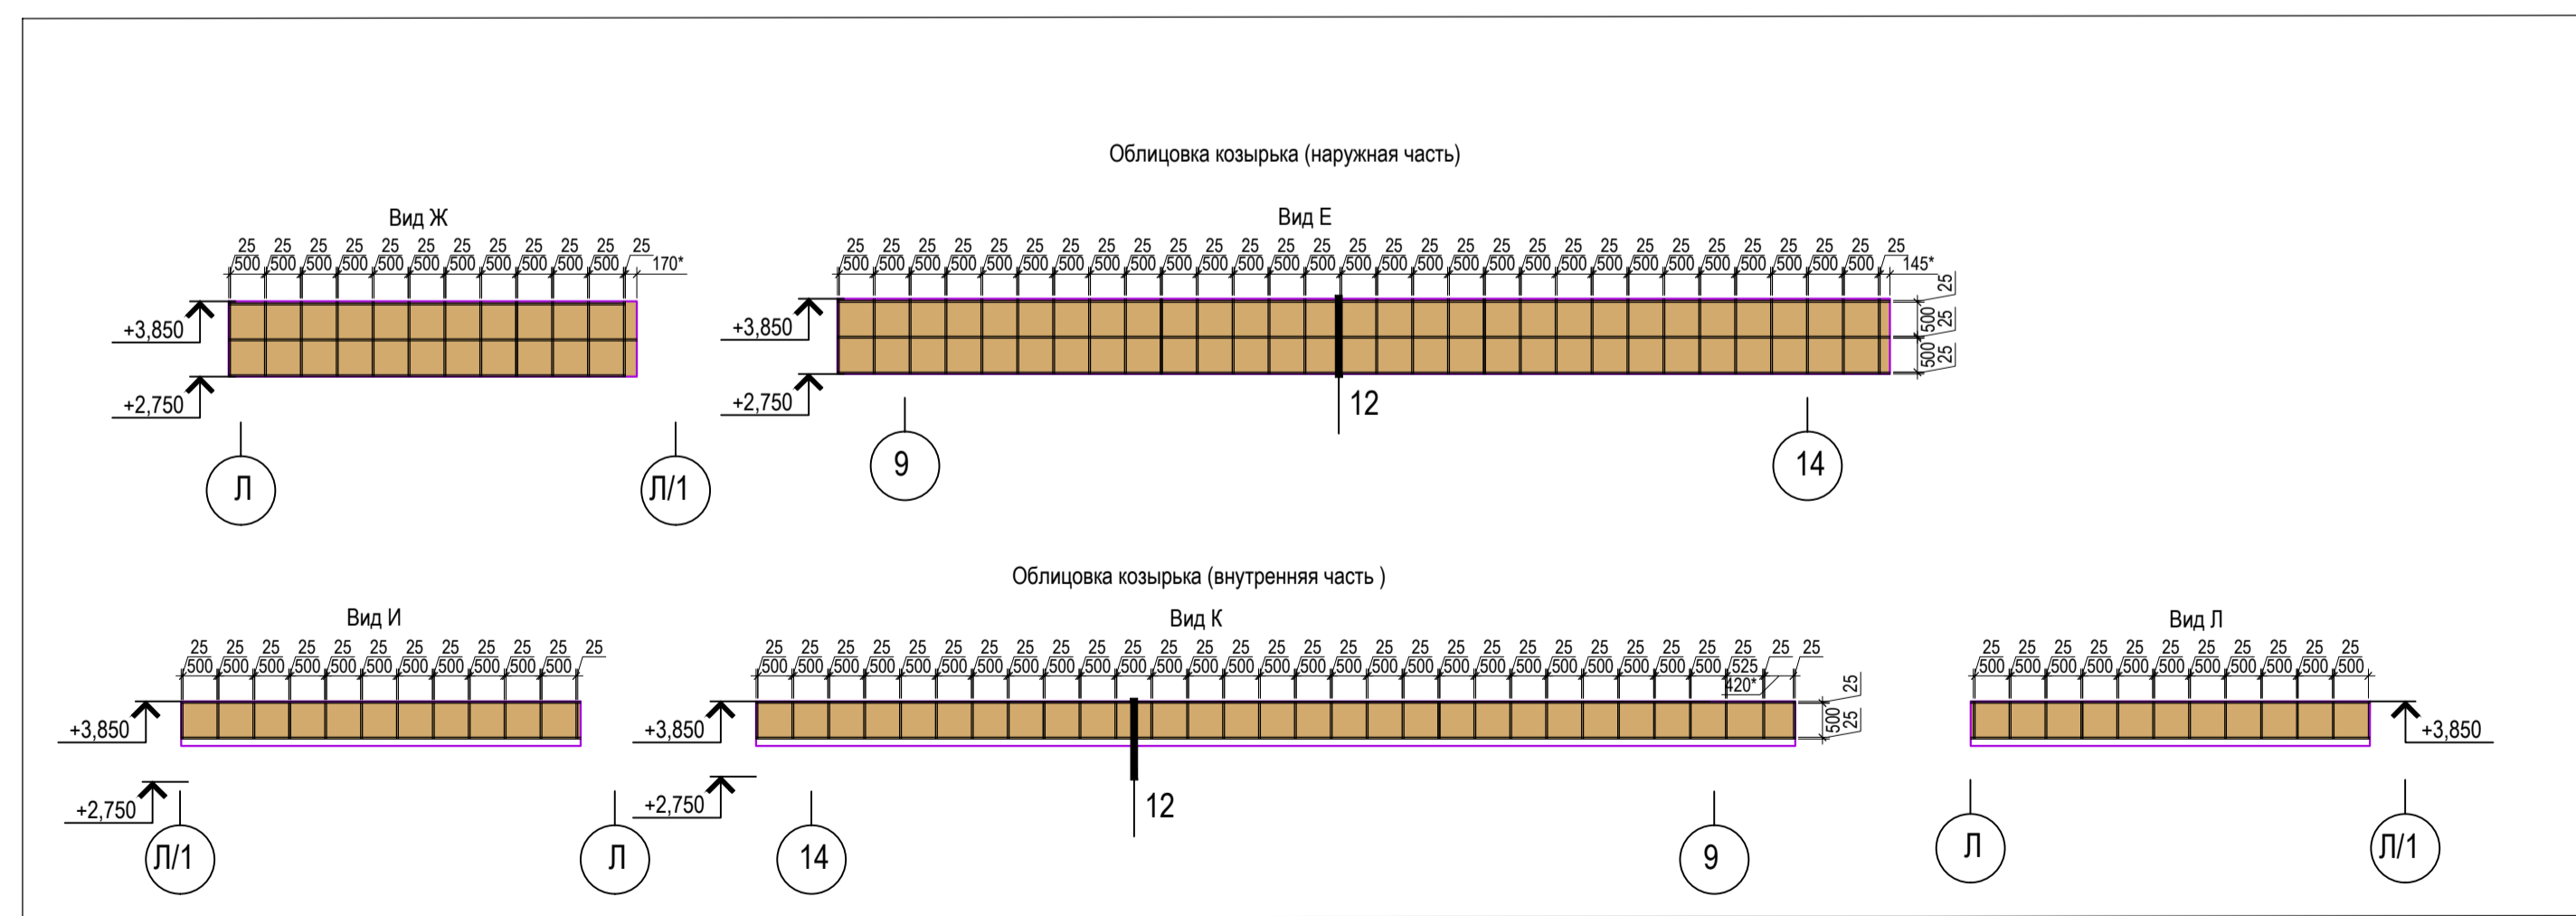 Облицовка козырька (наружная часть)
Вид Ж
25 25 25 25 25 25 25 25 25 25 25 25
500 500 500 500 500 500 500 500 500 500 500 170*
+3,850
+2,750
Л
Л/1
Вид Е
25 25 25 25 25 25 25 25 25 25 25 25 25 25 25 25 25 25 25 25 25 25 25 25 25 25 25 25 25 25
500 500 500 500 500 500 500 500 500 500 500 500 500 500 500 500 500 500 500 500 500 500 500 500 500 500 500 500 500 145*
25
500 25
500 25
+3,850
+2,750
12
9
14
Облицовка козырька (внутренняя часть )
Вид И
25 25 25 25 25 25 25 25 25 25 25 25
500 500 500 500 500 500 500 500 500 500 500
+3,850
+2,750
Л/1
Л
Вид К
25 25 25 25 25 25 25 25 25 25 25 25 25 25 25 25 25 25 25 25 25 25 25 25 25 25 25 25 25 25
500 500 500 500 500 500 500 500 500 500 500 500 500 500 500 500 500 500 500 500 500 500 500 500 500 500 500 525
420*
25
500 25
+3,850
+2,750
12
14
9
Вид Л
25 25 25 25 25 25 25 25 25 25 25
500 500 500 500 500 500 500 500 500 500 500
+3,850
Л
Л/1